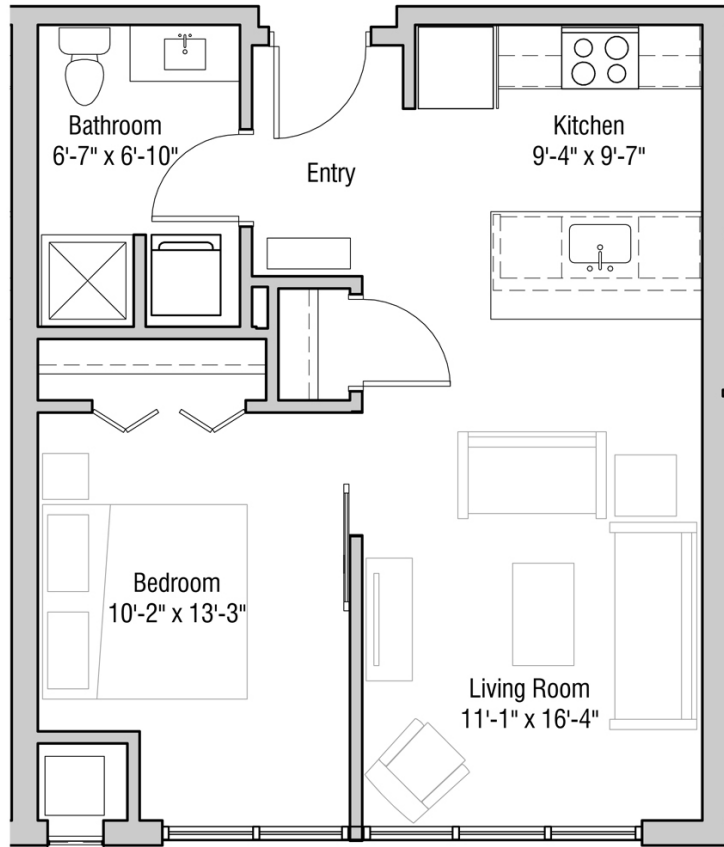 Bathroom
6'-7" x 6'-10"
Entry
Kitchen
9'-4" x 9'-7"
Bedroom
10'-2" x 13'-3"
Living Room
11'-1" x 16'-4"